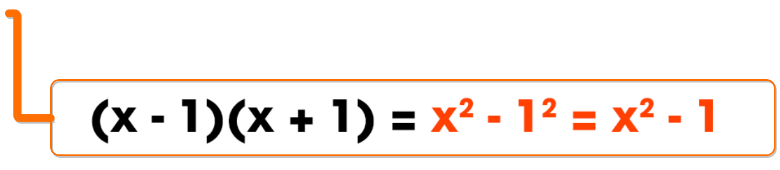 (x - 1)(x + 1) = x² - 1² = x² - 1